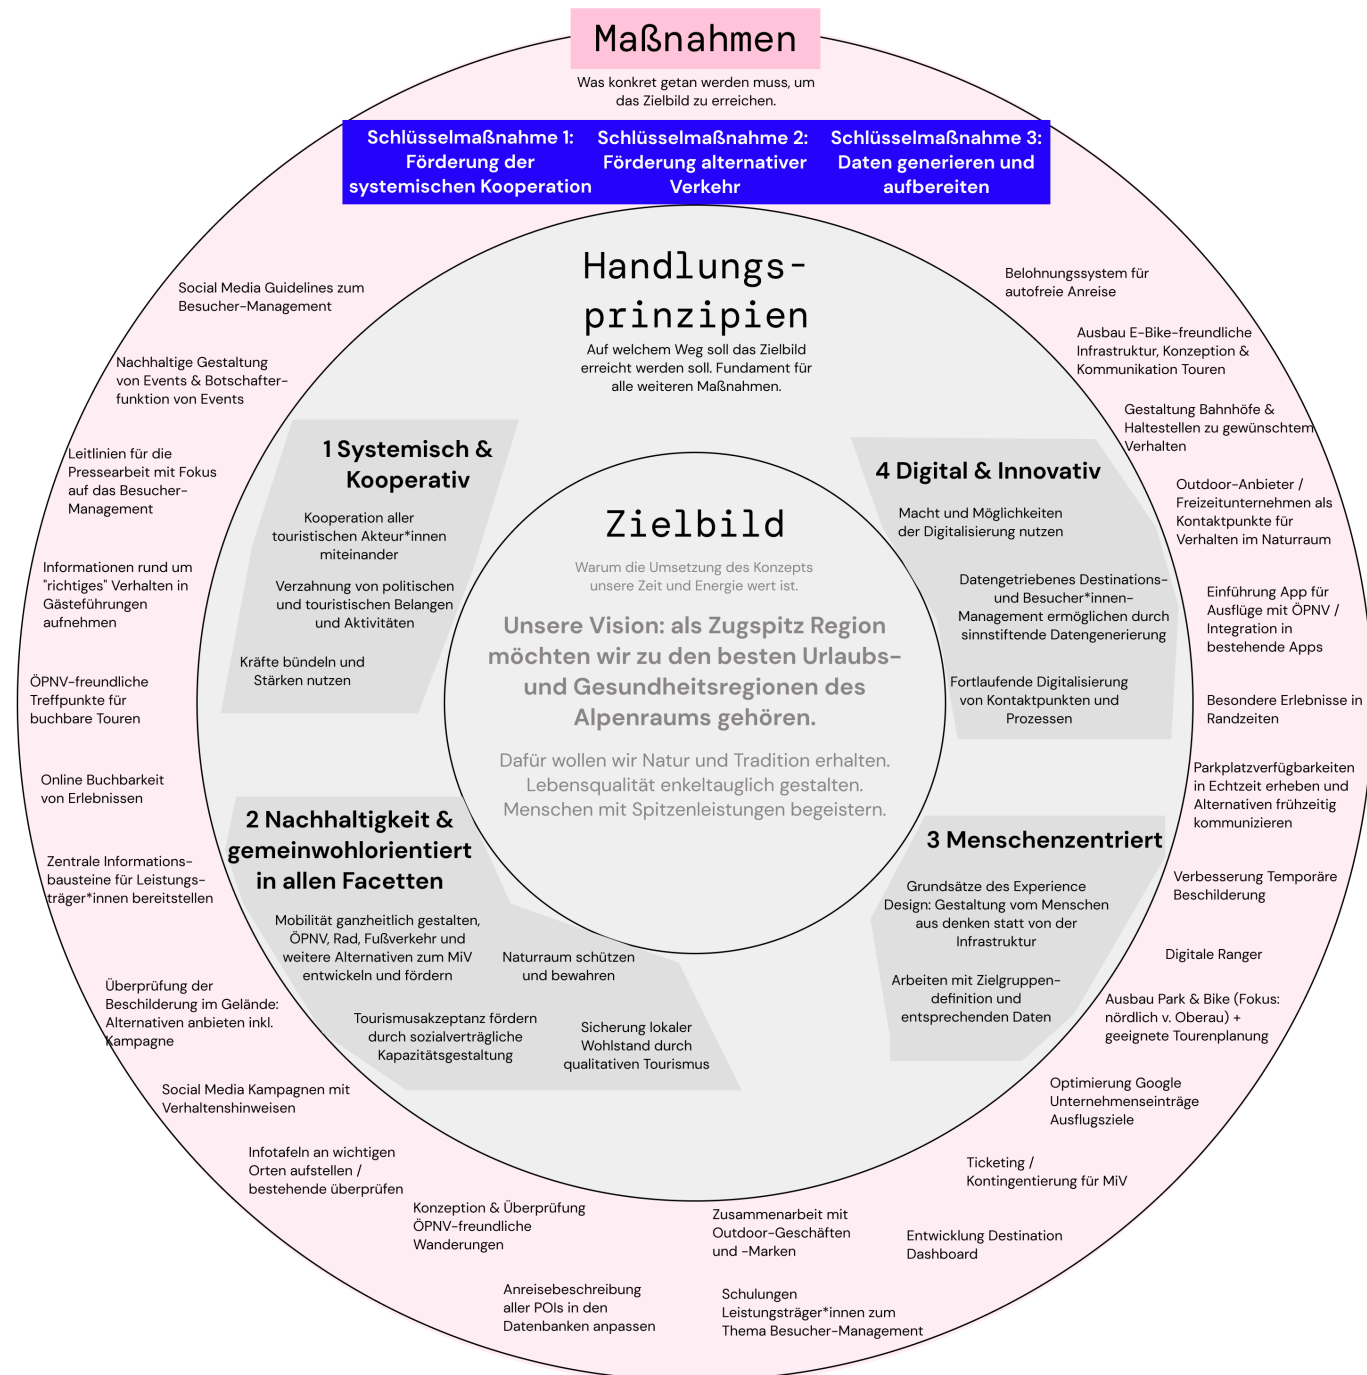 Maßnahmen
Was konkret getan werden muss, um
das Zielbild zu erreichen.
Schlüsselmaßnahme 1:
Förderung der
systemischen Kooperation
Schlüsselmaßnahme 2:
Förderung alternativer
Verkehr
Schlüsselmaßnahme 3:
Daten generieren und
aufbereiten
Handlungs-
prinzipien
Auf welchem Weg soll das Zielbild
erreicht werden soll. Fundament für
alle weiteren Maßnahmen.
1 Systemisch &
Kooperativ
Kooperation aller
touristischen Akteur*innen
miteinander
Verzahnung von politischen
und touristischen Belangen
und Aktivitäten
Kräfte bündeln und
Stärken nutzen
4 Digital & Innovativ
Macht und Möglichkeiten
der Digitalisierung nutzen
Datengetriebenes Destinations-
und Besucher*innen-
Management ermöglichen durch
sinnstiftende Datengenerierung
Fortlaufende Digitalisierung
von Kontaktpunkten und
Prozessen
Zielbild
Warum die Umsetzung des Konzepts
unsere Zeit und Energie wert ist.
Unsere Vision: als Zugspitz Region
möchten wir zu den besten Urlaubs-
und Gesundheitsregionen des
Alpenraums gehören.
Dafür wollen wir Natur und Tradition erhalten.
Lebensqualität enkeltauglich gestalten.
Menschen mit Spitzenleistungen begeistern.
2 Nachhaltigkeit &
gemeinwohlorientiert
in allen Facetten
Mobilität ganzheitlich gestalten,
ÖPNV, Rad, Fußverkehr und
weitere Alternativen zum MiV
entwickeln und fördern
Naturraum schützen
und bewahren
Tourismusakzeptanz fördern
durch sozialverträgliche
Kapazitätsgestaltung
Sicherung lokaler
Wohlstand durch
qualitativen Tourismus
3 Menschenzentriert
Grundsätze des Experience
Design: Gestaltung vom Menschen
aus denken statt von der
Infrastruktur
Arbeiten mit Zielgruppen-
definition und
entsprechenden Daten
Social Media Guidelines zum
Besucher-Management
Nachhaltige Gestaltung
von Events & Botschafter-
funktion von Events
Leitlinien für die
Pressearbeit mit Fokus
auf das Besucher-
Management
Informationen rund um
"richtiges" Verhalten in
Gästeführungen
aufnehmen
ÖPNV-freundliche
Treffpunkte für
buchbare Touren
Online Buchbarkeit
von Erlebnissen
Zentrale Informations-
bausteine für Leistungs-
träger*innen bereitstellen
Überprüfung der
Beschilderung im Gelände:
Alternativen anbieten inkl.
Kampagne
Social Media Kampagnen mit
Verhaltenshinweisen
Infotafeln an wichtigen
Orten aufstellen /
bestehende überprüfen
Konzeption & Überprüfung
ÖPNV-freundliche
Wanderungen
Anreisebeschreibung
aller POIs in den
Datenbanken anpassen
Belohnungssystem für
autofreie Anreise
Ausbau E-Bike-freundliche
Infrastruktur, Konzeption &
Kommunikation Touren
Gestaltung Bahnhöfe &
Haltestellen zu gewünschtem
Verhalten
Outdoor-Anbieter /
Freizeitunternehmen als
Kontaktpunkte für
Verhalten im Naturraum
Einführung App für
Ausflüge mit ÖPNV /
Integration in
bestehende Apps
Besondere Erlebnisse in
Randzeiten
Parkplatzverfügbarkeiten
in Echtzeit erheben und
Alternativen frühzeitig
kommunizieren
Verbesserung Temporäre
Beschilderung
Digitale Ranger
Ausbau Park & Bike (Fokus:
nördlich v. Oberau) +
geeignete Tourenplanung
Optimierung Google
Unternehmenseinträge
Ausflugsziele
Ticketing /
Kontingentierung für MiV
Entwicklung Destination
Dashboard
Zusammenarbeit mit
Outdoor-Geschäften
und -Marken
Schulungen
Leistungsträger*innen zum
Thema Besucher-Management